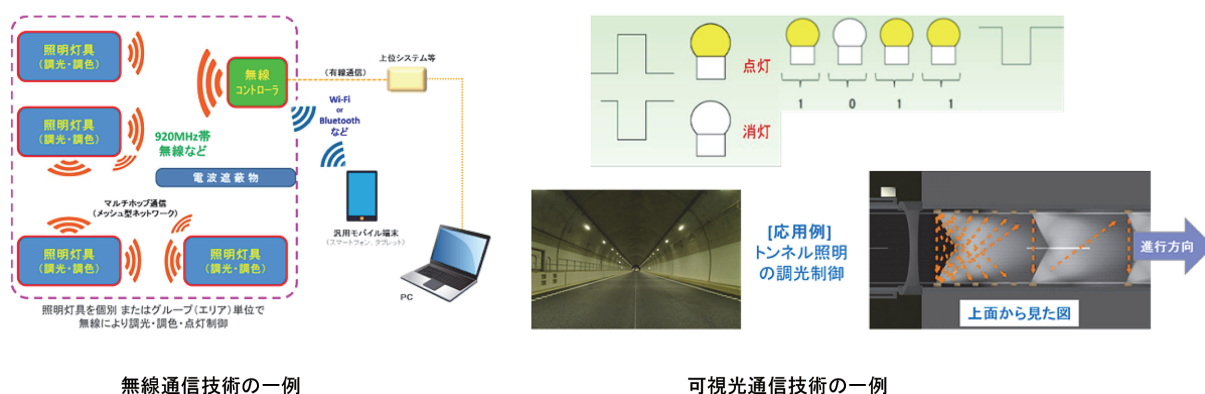 照明灯具
(調光・調色)
無線
コントローラ
(有線通信)
上位システム等
照明灯具
(調光・調色)
920MHz帯
無線など
Wi-Fi
or
Bluetooth
など
電波遮蔽物
マルチホップ通信
(メッシュ型ネットワーク)
照明灯具
(調光・調色)
照明灯具
(調光・調色)
汎用モバイル端末
(スマートフォン、タブレット)
PC
照明灯具を個別 またはグループ(エリア)単位で
無線により調光・調色・点灯制御
無線通信技術の一例
点灯
消灯
1 0 1 1
[応用例]
トンネル照明
の調光制御
進行方向
上面から見た図
可視光通信技術の一例